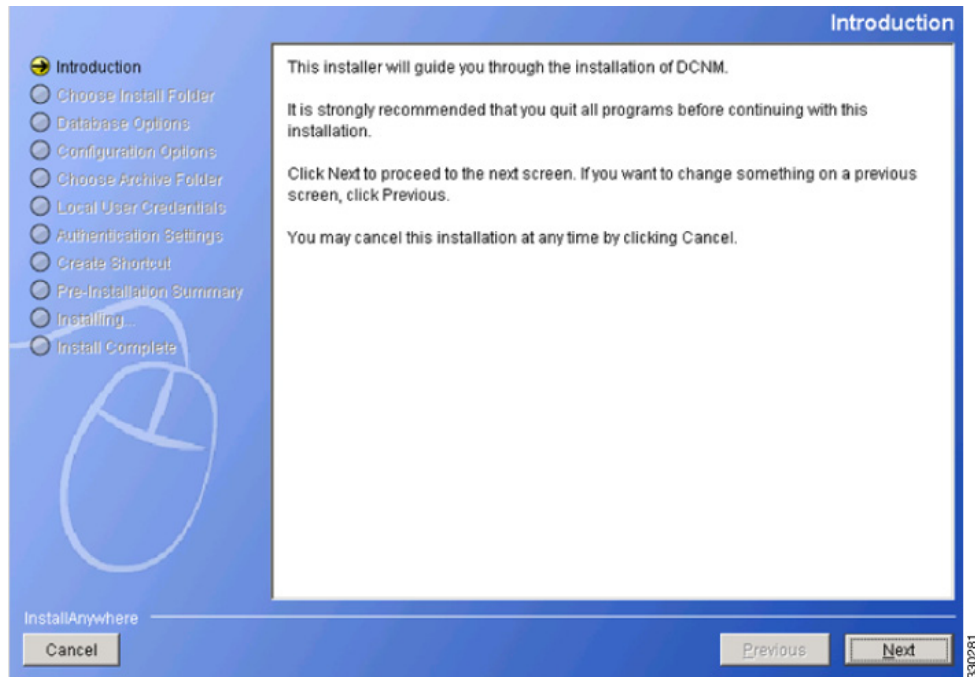 Introduction
Introduction
Choose Install Folder
Database Options
Configuration Options
Choose Archive Folder
Local User Credentials
Authentication Settings
Create Shortcut
Pre-Installation Summary
Installing...
Install Complete
This installer will guide you through the installation of DCNM.
It is strongly recommended that you quit all programs before continuing with this
installation.
Click Next to proceed to the next screen. If you want to change something on a previous
screen, click Previous.
You may cancel this installation at any time by clicking Cancel.
InstallAnywhere
Cancel
Previous
Next
330281